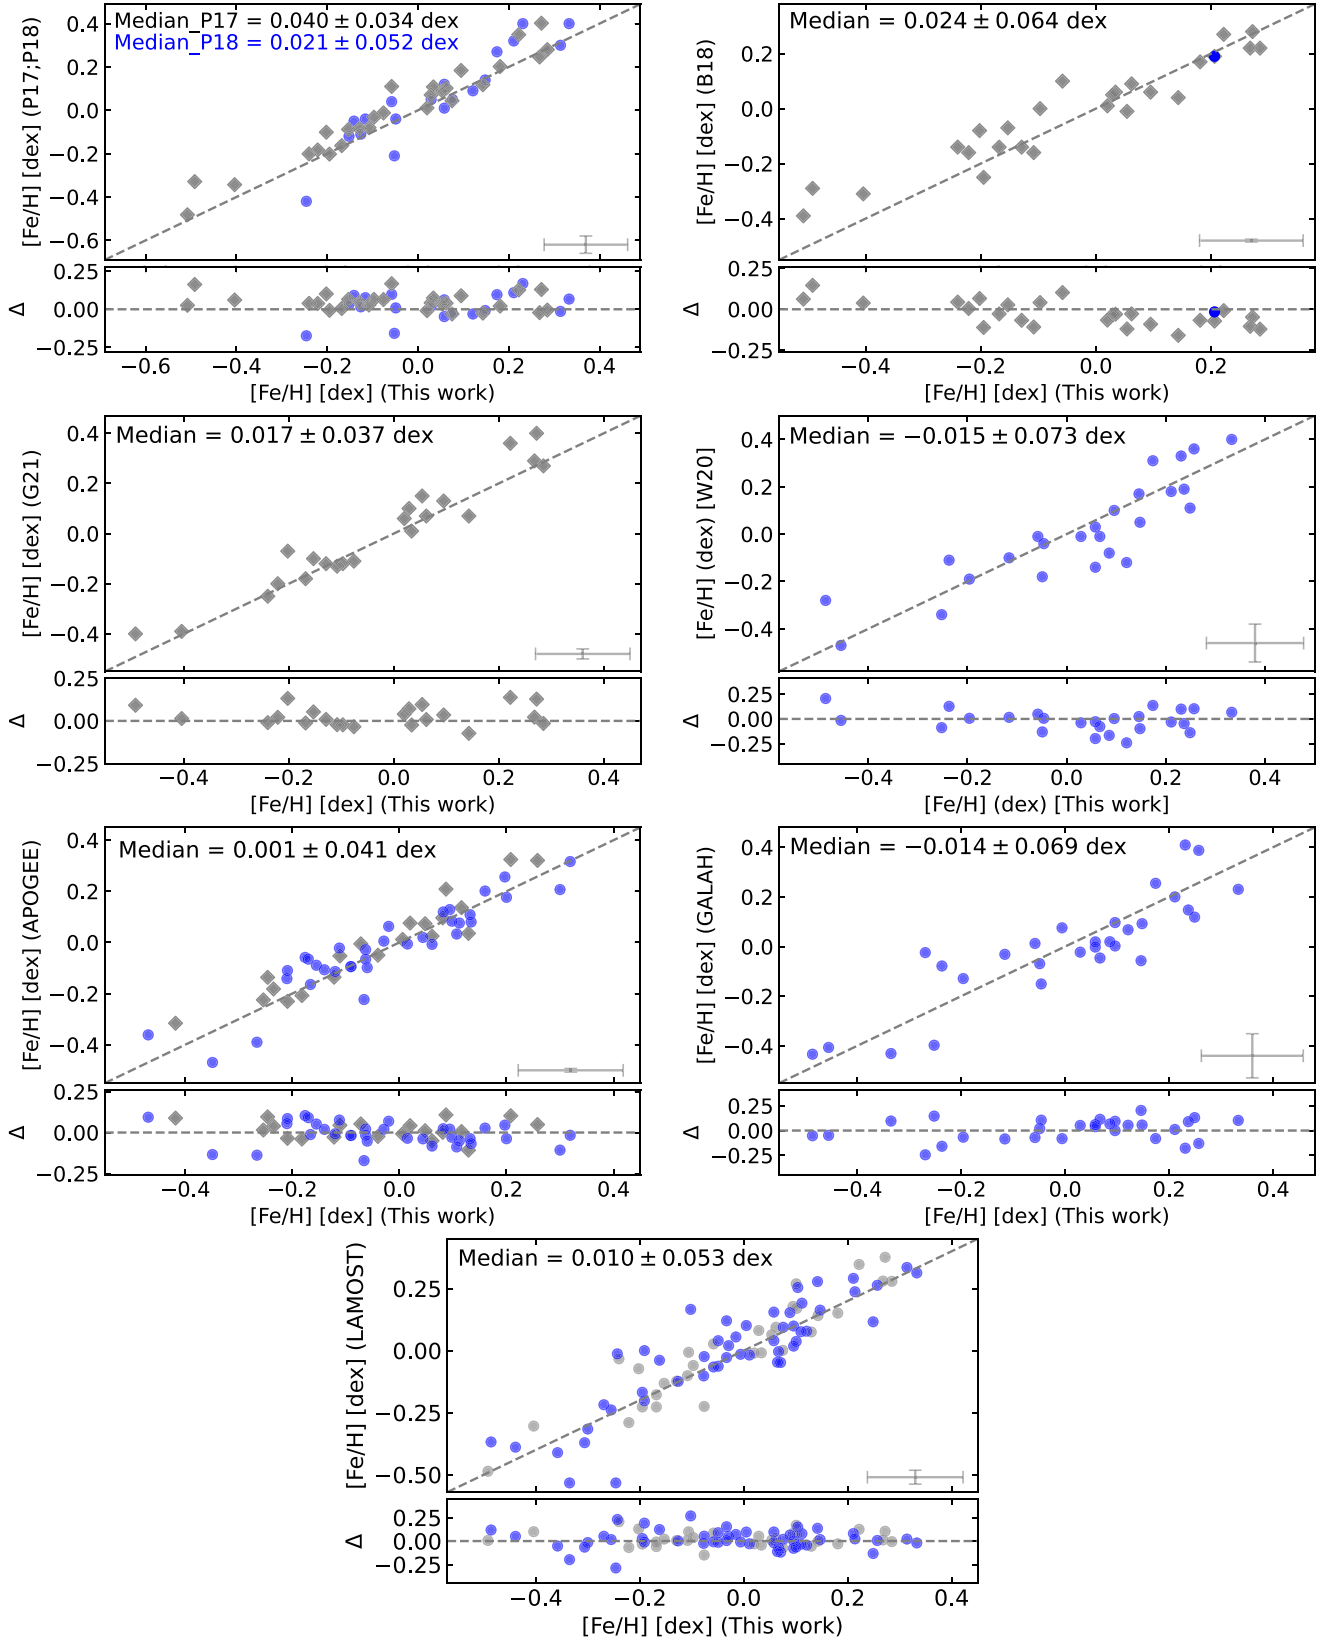 Median_P17 = 0.040 ± 0.034 dex
Median_P18 = 0.021 ± 0.052 dex
[Fe/H] [dex] (P17;P18)
0.4
0.2
0.0
−0.2
−0.4
−0.6
Δ
0.25
0.00
−0.25
−0.6 −0.4 −0.2 0.0 0.2 0.4
[Fe/H] [dex] (This work)
Median = 0.024 ± 0.064 dex
[Fe/H] [dex] (B18)
0.2
0.0
−0.2
−0.4
Δ
0.25
0.00
−0.25
−0.4 −0.2 0.0 0.2
[Fe/H] [dex] (This work)
Median = 0.017 ± 0.037 dex
[Fe/H] [dex] (G21)
0.4
0.2
0.0
−0.2
−0.4
Δ
0.25
0.00
−0.25
−0.4 −0.2 0.0 0.2 0.4
[Fe/H] [dex] (This work)
Median = −0.015 ± 0.073 dex
[Fe/H] (dex) [W20]
0.4
0.2
0.0
−0.2
−0.4
Δ
0.25
0.00
−0.25
−0.4 −0.2 0.0 0.2 0.4
[Fe/H] (dex) [This work]
Median = 0.001 ± 0.041 dex
[Fe/H] [dex] (APOGEE)
0.4
0.2
0.0
−0.2
−0.4
Δ
0.25
0.00
−0.25
−0.4 −0.2 0.0 0.2 0.4
[Fe/H] [dex] (This work)
Median = −0.014 ± 0.069 dex
[Fe/H] [dex] (GALAH)
0.4
0.2
0.0
−0.2
−0.4
Δ
0.25
0.00
−0.25
−0.4 −0.2 0.0 0.2 0.4
[Fe/H] [dex] (This work)
Median = 0.010 ± 0.053 dex
[Fe/H] [dex] (LAMOST)
0.25
0.00
−0.25
−0.50
Δ
0.25
0.00
−0.25
−0.4 −0.2 0.0 0.2 0.4
[Fe/H] [dex] (This work)